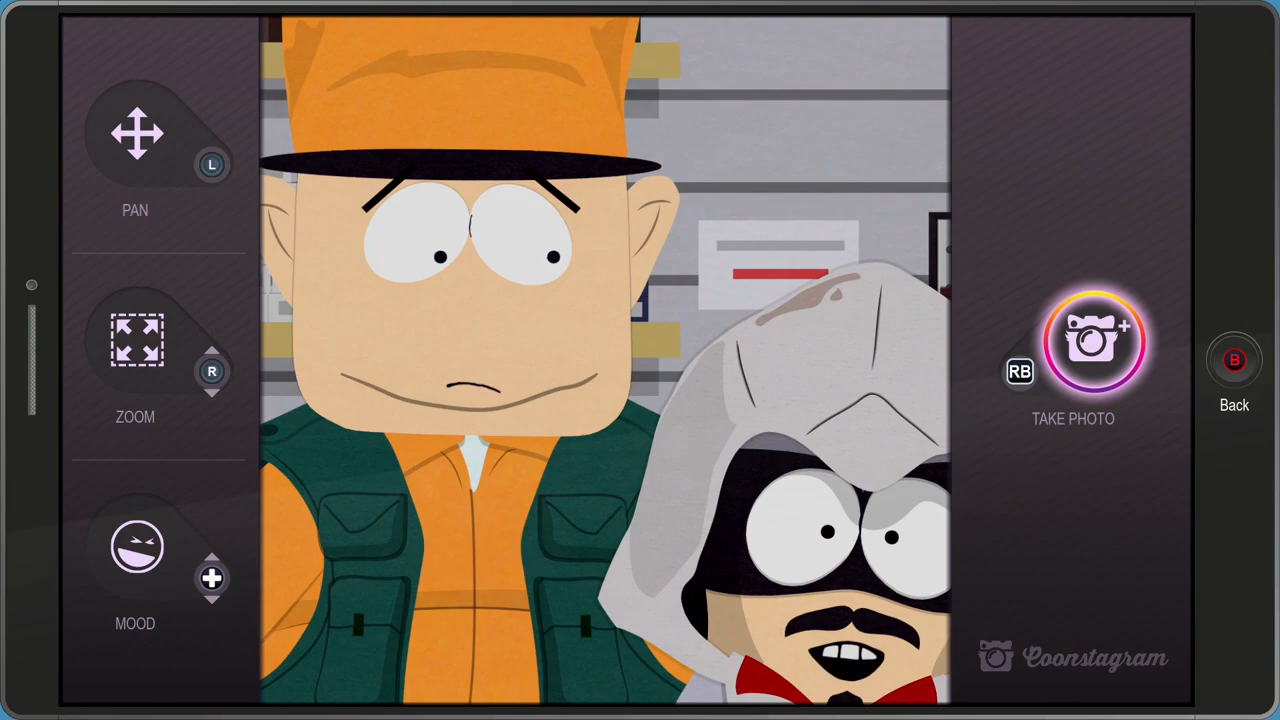 L
PAN
R
ZOOM
MOOD
RB
TAKE PHOTO
B
Back
Coonstagram